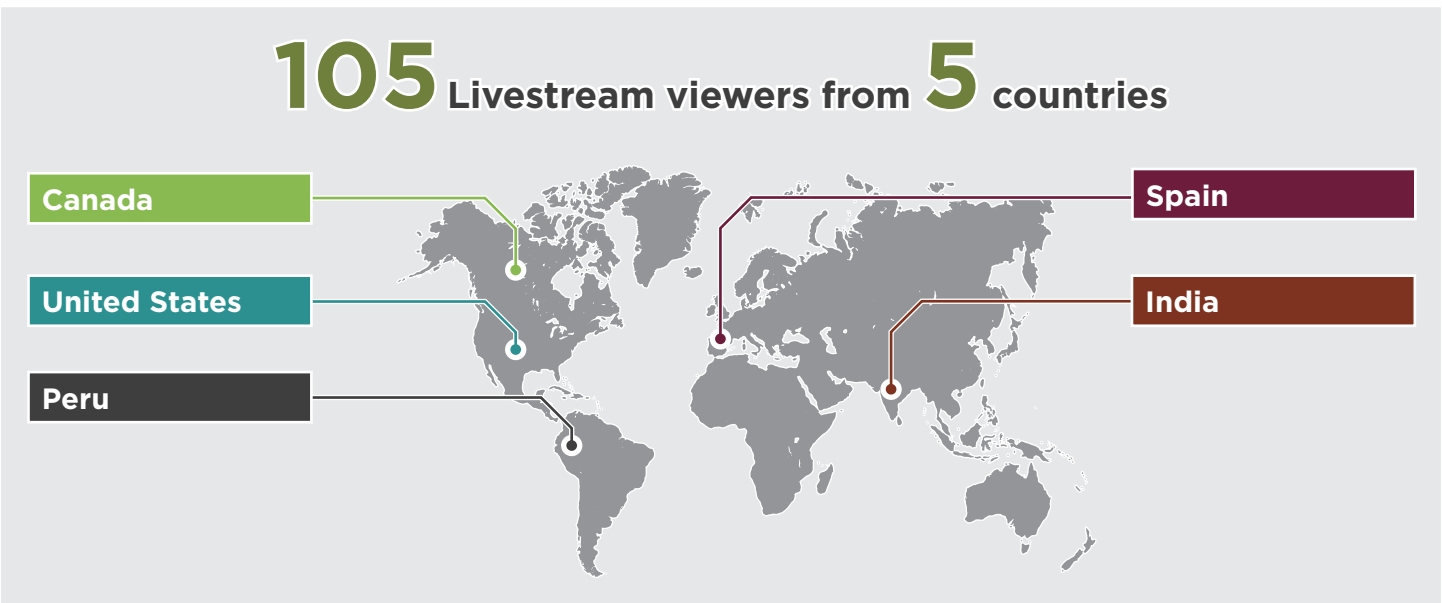 105 Livestream viewers from 5 countries
Canada
United States
Peru
Spain
India